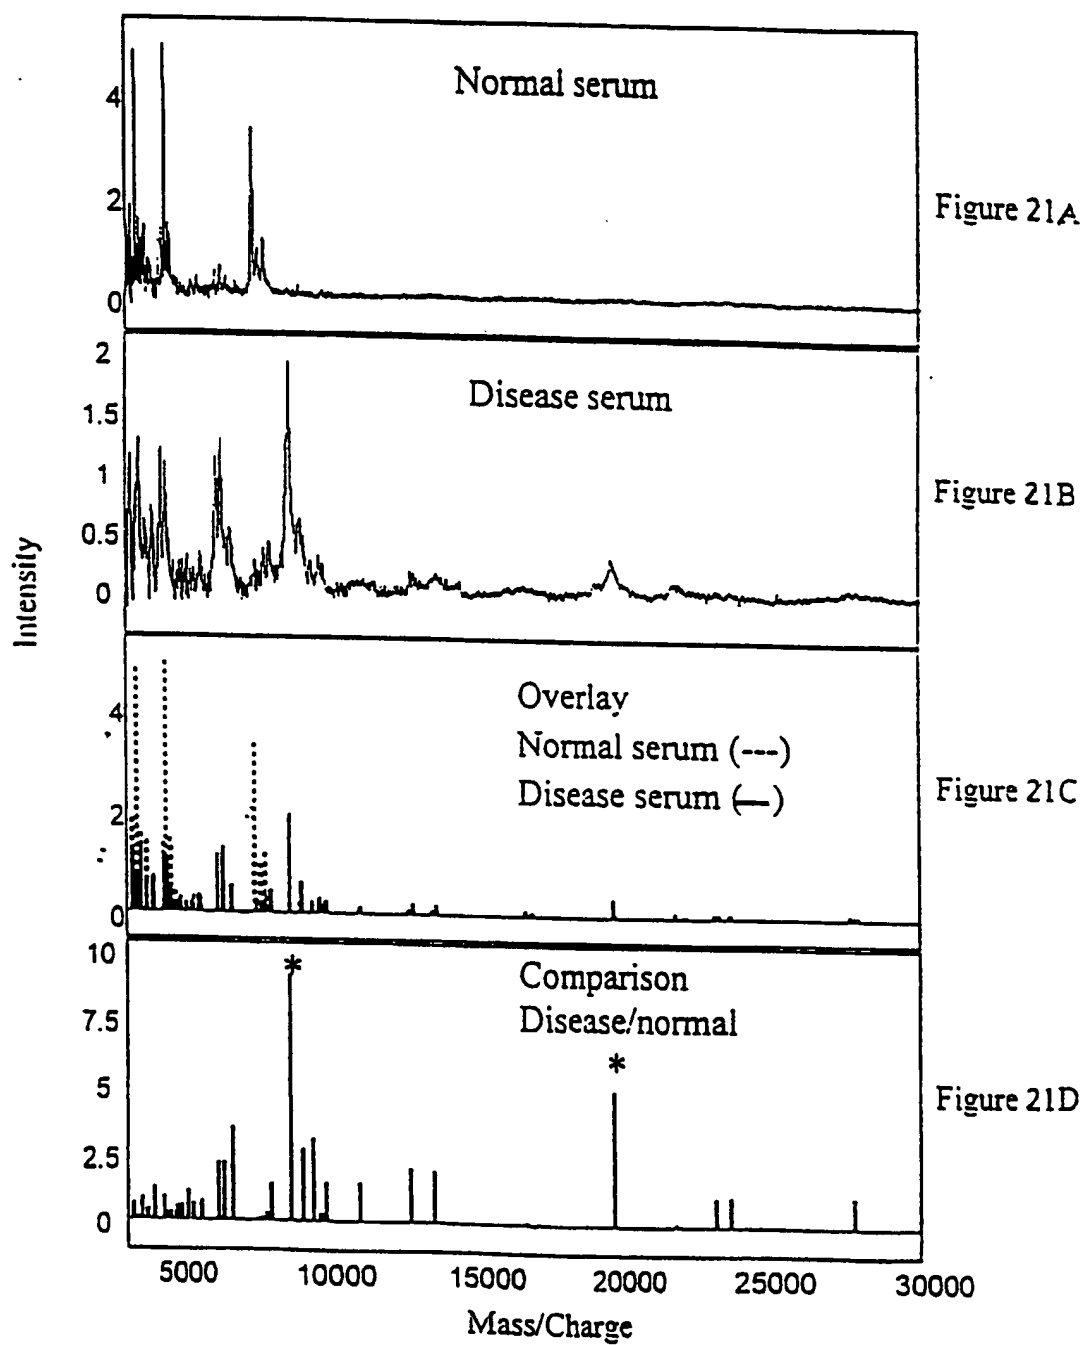 Normal serum
4
2
0
Figure 21A
2
1.5
1
0.5
0
Disease serum
Figure 21B
Intensity
4
2
0
Overlay
Normal serum (---)
Disease serum (—)
Figure 21C
10
7.5
5
2.5
0
*
Comparison
Disease/normal
*
Figure 21D
5000 10000 15000 20000 25000 30000
Mass/Charge